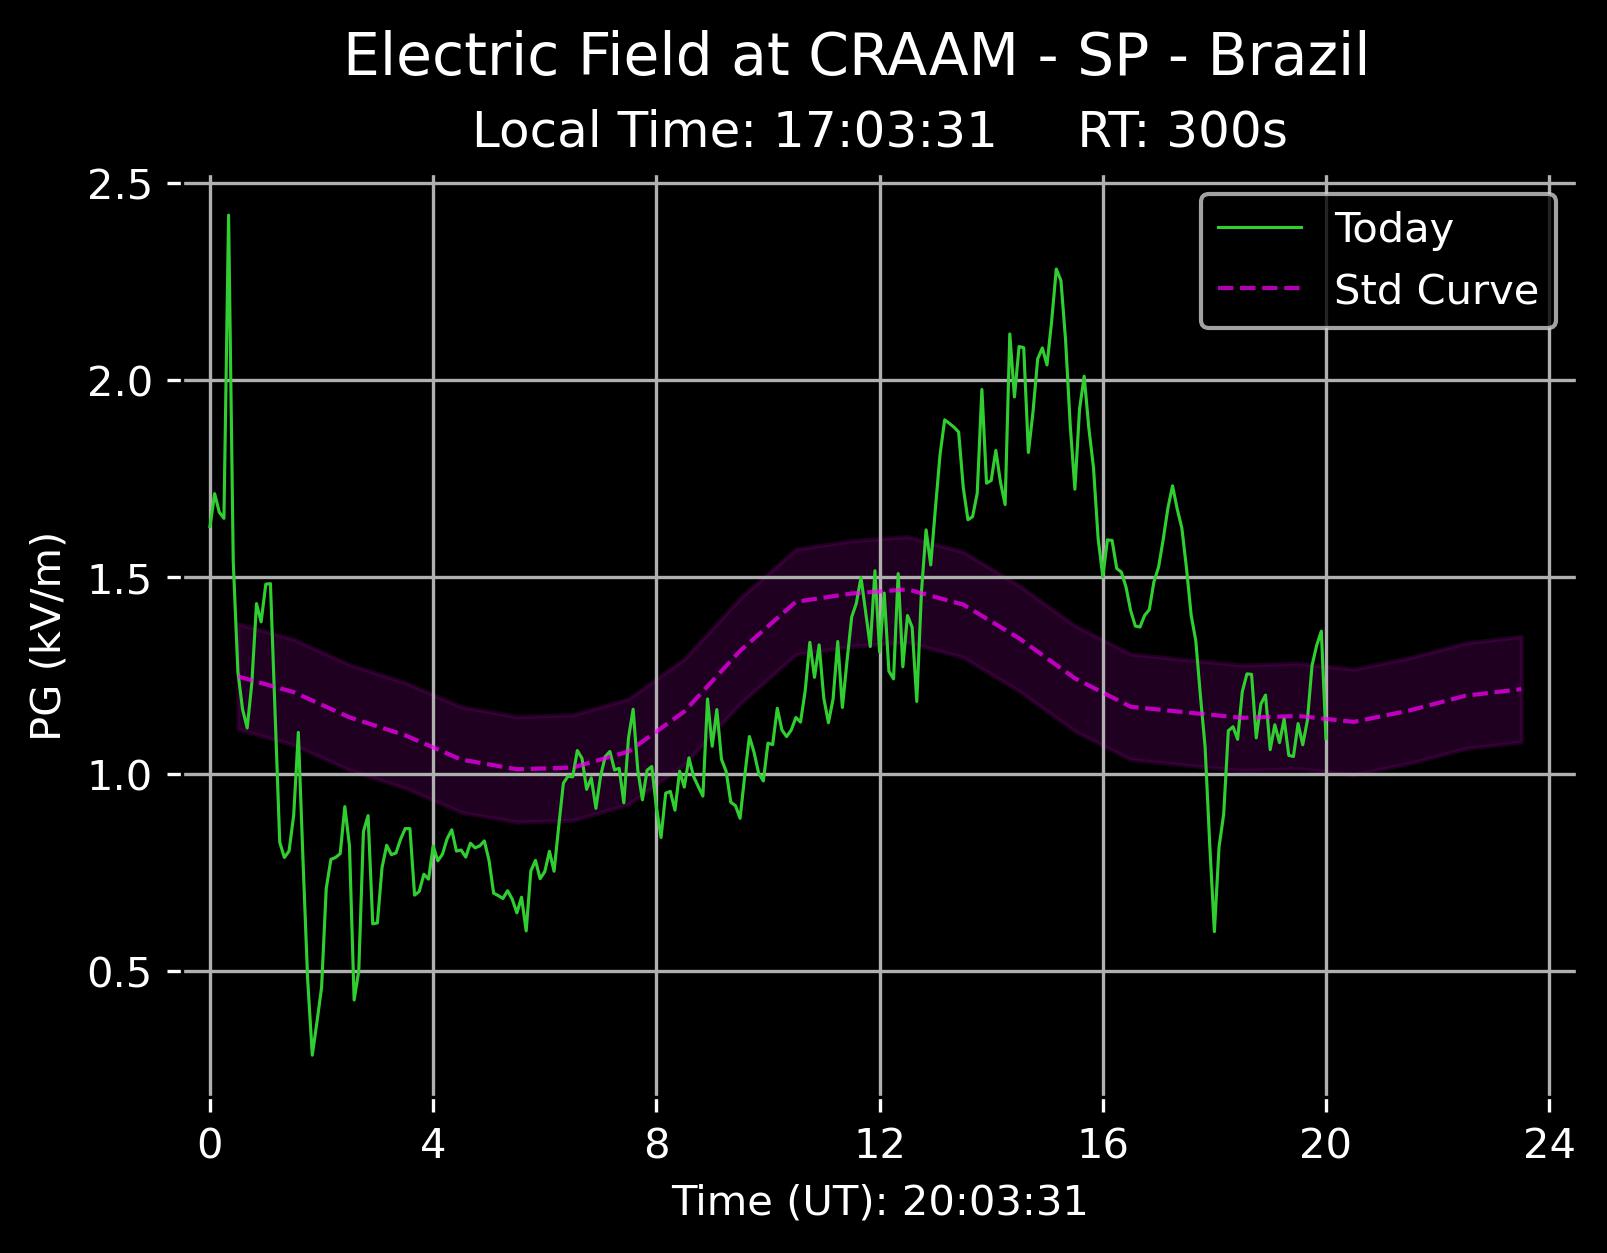 Electric Field at CRAAM - SP - Brazil
Local Time: 17:03:31 RT: 300s
2.5
2.0
1.5
1.0
0.5
PG (kV/m)
Today
Std Curve
0 4 8 12 16 20 24
Time (UT): 20:03:31